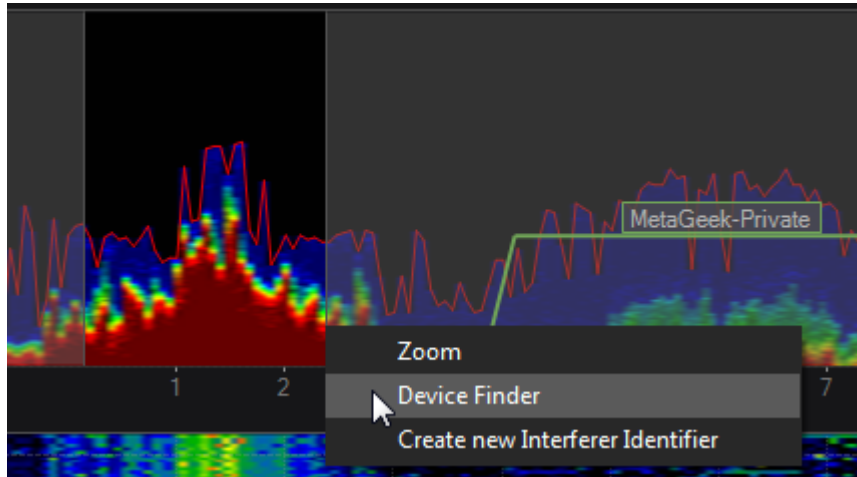 MetaGeek-Private
Zoom
1 2 Device Finder 7
Create new Interferer Identifier